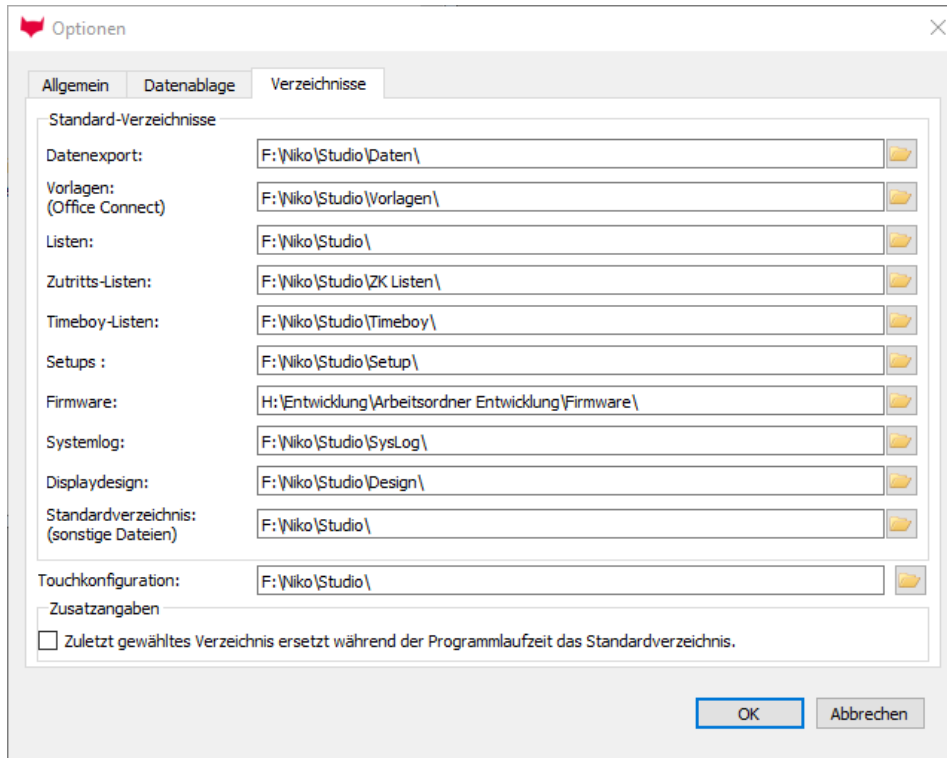 Optionen
Allgemein Datenablage Verzeichnisse
Standard-Verzeichnisse
Datenexport: F:\Niko\Studio\Daten\
Vorlagen:
(Office Connect) F:\Niko\Studio\Vorlagen\
Listen: F:\Niko\Studio\
Zutritts-Listen: F:\Niko\Studio\ZK Listen\
Timeboy-Listen: F:\Niko\Studio\Timeboy\
Setups : F:\Niko\Studio\Setup\
Firmware: H:\Entwicklung\Arbeitsordner Entwicklung\Firmware\
Systemlog: F:\Niko\Studio\SysLog\
Displaydesign: F:\Niko\Studio\Design\
Standardverzeichnis:
(sonstige Dateien) F:\Niko\Studio\
Touchkonfiguration: F:\Niko\Studio\
Zusatzangaben
Zuletzt gewähltes Verzeichnis ersetzt während der Programmlaufzeit das Standardverzeichnis.
OK Abbrechen